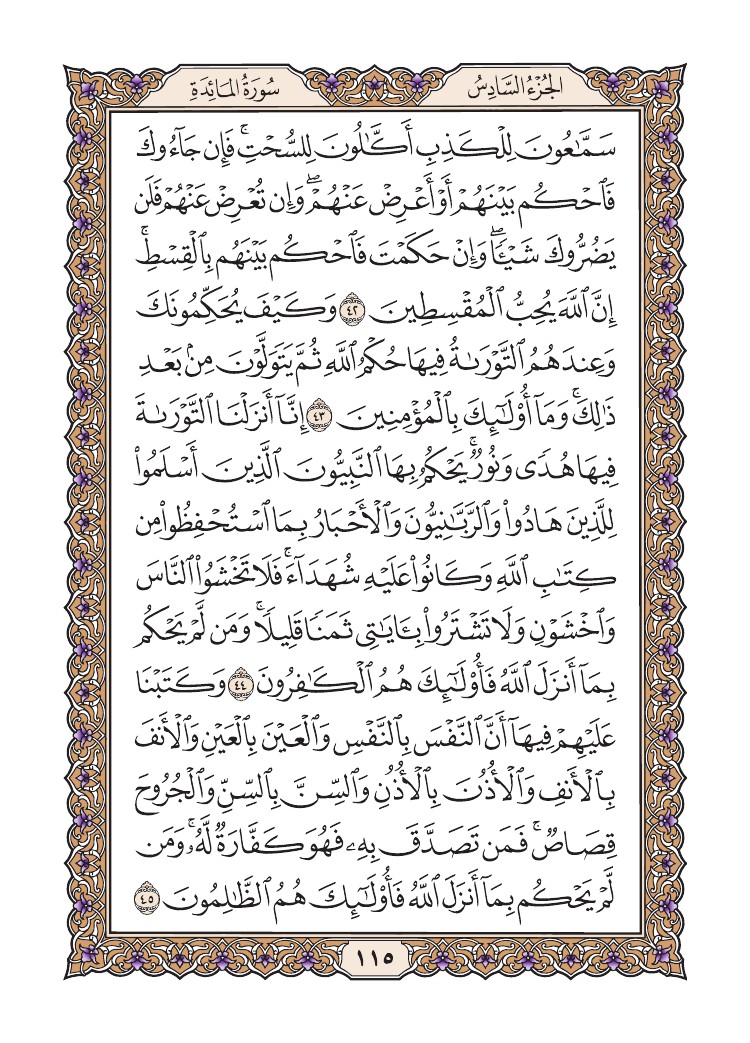 الجُزْءُ السَّادِسُ
سُورَةُ المَائِدَةِ
سَمَّٰعُونَ لِلۡكَذِبِ أَكَّٰلُونَ لِلسُّحۡتِۚ فَإِن جَآءُوكَ
فَٱحۡكُم بَيۡنَهُمۡ أَوۡ أَعۡرِضۡ عَنۡهُمۡۖ وَإِن تُعۡرِضۡ عَنۡهُمۡ فَلَن
يَضُرُّوكَ شَيۡـٔٗاۖ وَإِنۡ حَكَمۡتَ فَٱحۡكُم بَيۡنَهُم بِٱلۡقِسۡطِۚ
إِنَّ ٱللَّهَ يُحِبُّ ٱلۡمُقۡسِطِينَ ٤٢ وَكَيۡفَ يُحَكِّمُونَكَ
وَعِندَهُمُ ٱلتَّوۡرَىٰةُ فِيهَا حُكۡمُ ٱللَّهِ ثُمَّ يَتَوَلَّوۡنَ مِنۢ بَعۡدِ
ذَٰلِكَۚ وَمَآ أُوْلَٰٓئِكَ بِٱلۡمُؤۡمِنِينَ ٤٣ إِنَّآ أَنزَلۡنَا ٱلتَّوۡرَىٰةَ
فِيهَا هُدٗى وَنُورٞۚ يَحۡكُمُ بِهَا ٱلنَّبِيُّونَ ٱلَّذِينَ أَسۡلَمُواْ
لِلَّذِينَ هَادُواْ وَٱلرَّبَّٰنِيُّونَ وَٱلۡأَحۡبَارُ بِمَا ٱسۡتُحۡفِظُواْ مِن
كِتَٰبِ ٱللَّهِ وَكَانُواْ عَلَيۡهِ شُهَدَآءَۚ فَلَا تَخۡشَوُاْ ٱلنَّاسَ
وَٱخۡشَوۡنِ وَلَا تَشۡتَرُواْ بِـَٔايَٰتِي ثَمَنٗا قَلِيلٗاۚ وَمَن لَّمۡ يَحۡكُم
بِمَآ أَنزَلَ ٱللَّهُ فَأُوْلَٰٓئِكَ هُمُ ٱلۡكَٰفِرُونَ ٤٤ وَكَتَبۡنَا
عَلَيۡهِمۡ فِيهَآ أَنَّ ٱلنَّفۡسَ بِٱلنَّفۡسِ وَٱلۡعَيۡنَ بِٱلۡعَيۡنِ وَٱلۡأَنفَ
بِٱلۡأَنفِ وَٱلۡأُذُنَ بِٱلۡأُذُنِ وَٱلسِّنَّ بِٱلسِّنِّ وَٱلۡجُرُوحَ
قِصَاصٞۚ فَمَن تَصَدَّقَ بِهِۦ فَهُوَ كَفَّارَةٞ لَّهُۥۚ وَمَن
لَّمۡ يَحۡكُم بِمَآ أَنزَلَ ٱللَّهُ فَأُوْلَٰٓئِكَ هُمُ ٱلظَّٰلِمُونَ ٤٥
١١٥